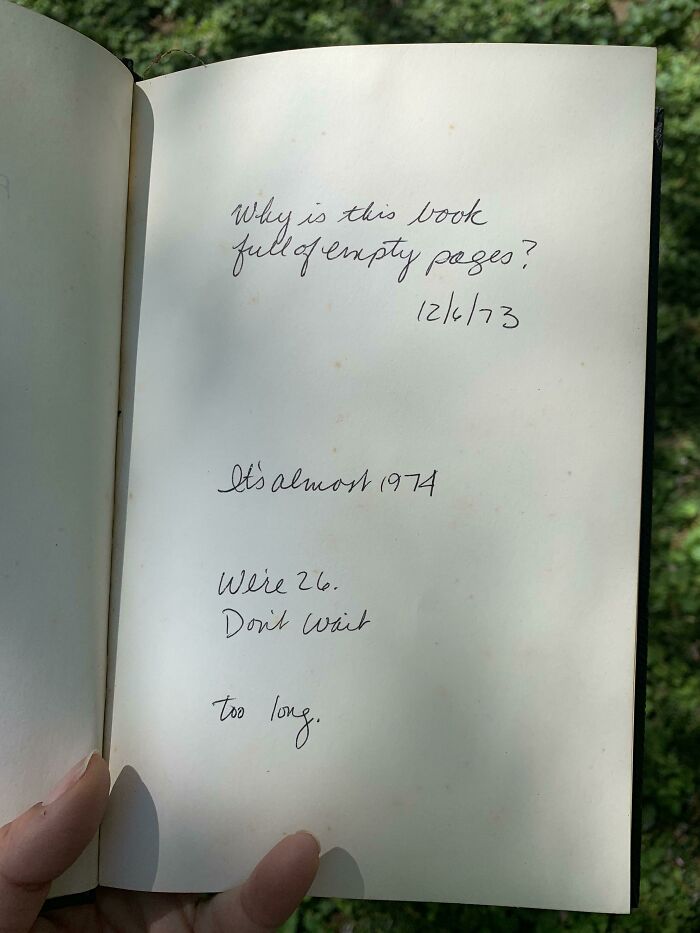 Why is this book
full of empty pages?
12/6/73
It's almost 1974
We're 26.
Don't wait
too long.